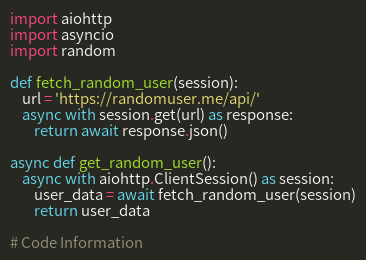 import aiohttp
import asyncio
import random

def fetch_random_user(session):
    url = 'https://randomuser.me/api/'
    async with session.get(url) as response:
        return await response.json()

async def get_random_user():
    async with aiohttp.ClientSession() as session:
        user_data = await fetch_random_user(session)
        return user_data

# Code Information